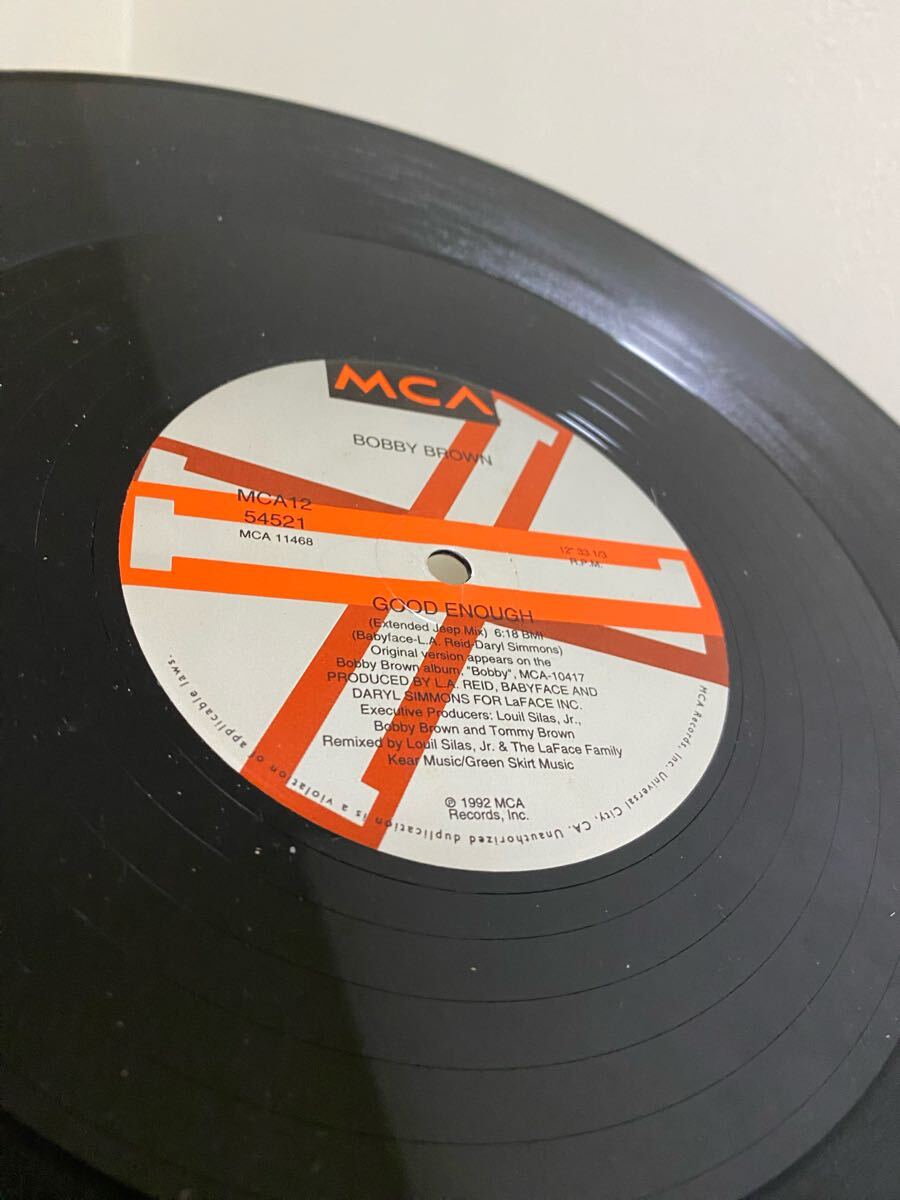 MCA
BOBBY BROWN
MCA12
54521
MCA 11468
12" 33 1/3
R.P.M.
GOOD ENOUGH
(Extended Jeep Mix) 6:18 BMI
(Babyface-L.A. Reid-Daryl Simmons)
Original version appears on the
Bobby Brown album, "Bobby", MCA-10417
PRODUCED BY L.A. REID, BABYFACE AND
DARYL SIMMONS FOR LaFACE INC.
Executive Producers: Louil Silas, Jr.,
Bobby Brown and Tommy Brown
Remixed by Louil Silas, Jr. & The LaFace Family
Kear Music/Green Skirt Music
℗ 1992 MCA
Records, Inc.
MCA Records, Inc. Universal City, CA. Unauthorized duplication is a violation of applicable laws.